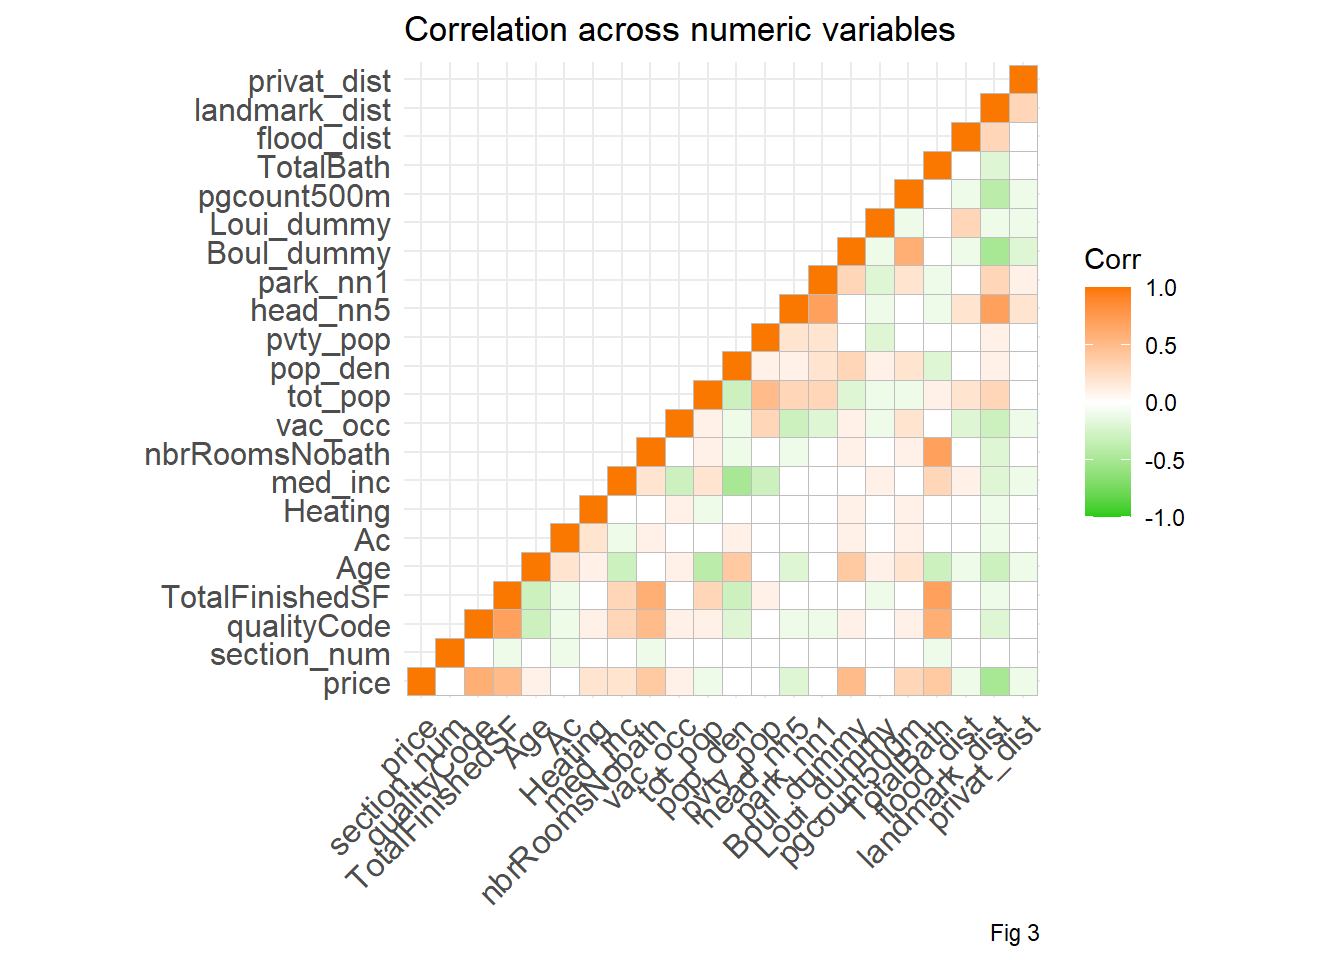 Correlation across numeric variables
privat_dist
landmark_dist
flood_dist
TotalBath
pgcount500m
Loui_dummy
Boul_dummy
park_nn1
head_nn5
pvty_pop
pop_den
tot_pop
vac_occ
nbrRoomsNobath
med_inc
Heating
Ac
Age
TotalFinishedSF
qualityCode
section_num
price
price
section_num
qualityCode
TotalFinishedSF
Age
Ac
Heating
med_inc
nbrRoomsNobath
vac_occ
tot_pop
pop_den
pvty_pop
head_nn5
park_nn1
Boul_dummy
Loui_dummy
pgcount500m
TotalBath
flood_dist
landmark_dist
privat_dist
Corr
1.0
0.5
0.0
-0.5
-1.0
Fig 3